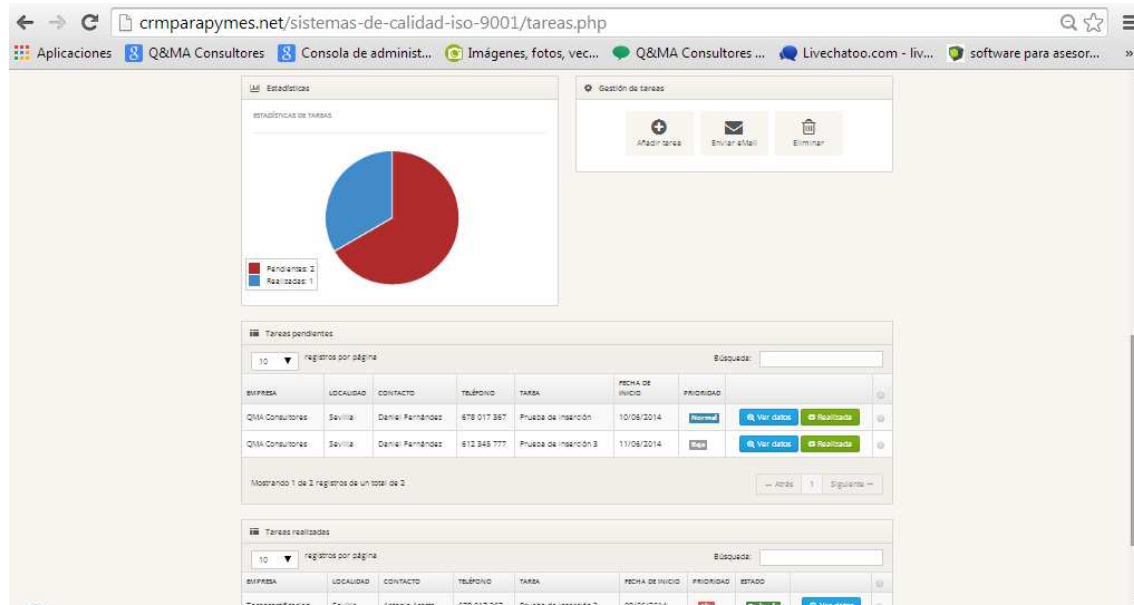 crmparapymes.net/sistemas-de-calidad-iso-9001/tareas.php
Aplicaciones Q&MA Consultores Consola de administ... Imágenes, fotos, vec... Q&MA Consultores ... Livechatoo.com - liv... software para asesor... »
Estadísticas
ESTADÍSTICAS DE TAREAS
Pendientes: 2
Realizadas: 1
Gestión de tareas
Añadir tarea Enviar eMail Eliminar
Tareas pendientes
10 registros por página Búsqueda:
EMPRESA LOCALIDAD CONTACTO TELÉFONO TAREA FECHA DE INICIO PRIORIDAD
QMA Consultores Sevilla Daniel Fernández 678 017 367 Prueba de inserción 10/06/2014 Normal Ver datos Realizada
QMA Consultores Sevilla Daniel Fernández 612 345 777 Prueba de inserción 3 11/06/2014 Baja Ver datos Realizada
Mostrando 1 de 2 registros de un total de 2
← Atrás 1 Siguiente →
Tareas realizadas
10 registros por página Búsqueda:
EMPRESA LOCALIDAD CONTACTO TELÉFONO TAREA FECHA DE INICIO PRIORIDAD ESTADO